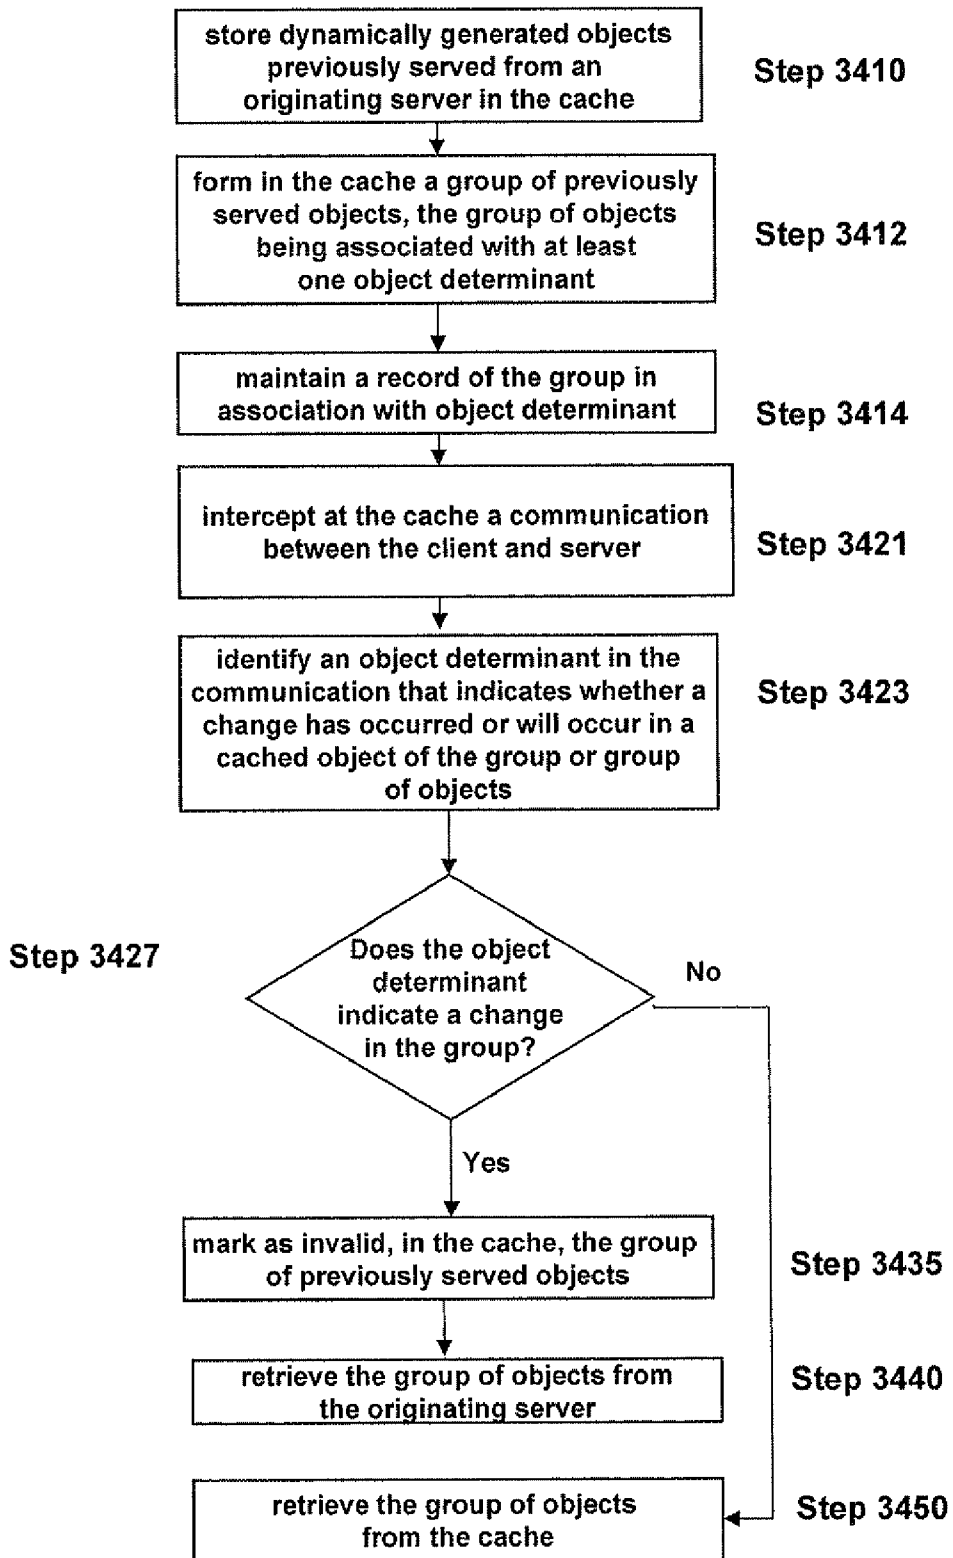 store dynamically generated objects
previously served from an
originating server in the cache
Step 3410
form in the cache a group of previously
served objects, the group of objects
being associated with at least
one object determinant
Step 3412
maintain a record of the group in
association with object determinant
Step 3414
intercept at the cache a communication
between the client and server
Step 3421
identify an object determinant in the
communication that indicates whether a
change has occurred or will occur in a
cached object of the group or group
of objects
Step 3423
Step 3427
Does the object
determinant
indicate a change
in the group?
No
Yes
mark as invalid, in the cache, the group
of previously served objects
Step 3435
retrieve the group of objects from
the originating server
Step 3440
retrieve the group of objects
from the cache
Step 3450